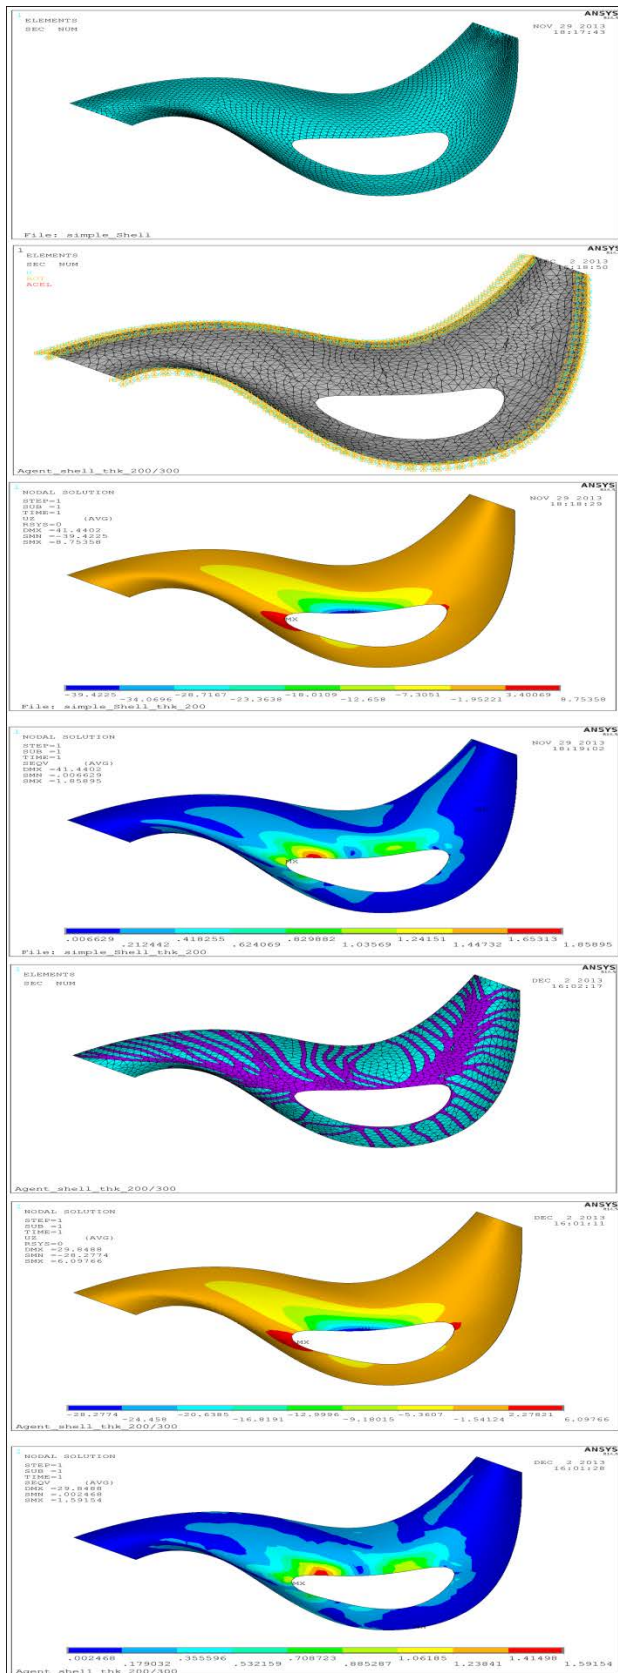 1
ELEMENTS
SEC NUM
ANSYS
NOV 29 2013
18:17:43
File: simple_Shell
1
ELEMENTS
SEC NUM
U
ROT
ACEL
ANSYS
DEC 2 2013
Agent_shell_thk_200/300
1
NODAL SOLUTION
STEP=1
SUB =1
TIME=1
UZ (AVG)
RSYS=0
DMX =41.4402
SMN =-39.4225
SMX =8.75358
ANSYS
NOV 29 2013
18:18:29
MX
-39.4225 -28.7167 -18.0109 -7.3051 3.40069
-34.0696 -23.3638 -12.658 -1.95221 8.75358
File: simple_Shell_thk_200
1
NODAL SOLUTION
STEP=1
SUB =1
TIME=1
SEQV (AVG)
DMX =41.4402
SMN =.006629
SMX =1.85895
ANSYS
NOV 29 2013
18:19:02
MX
.006629 .418255 .829882 1.24151 1.65313
.212442 .624069 1.03569 1.44732 1.85895
File: simple_Shell_thk_200
1
ELEMENTS
SEC NUM
ANSYS
DEC 2 2013
16:02:17
Agent_shell_thk_200/300
1
NODAL SOLUTION
STEP=1
SUB =1
TIME=1
UZ (AVG)
RSYS=0
DMX =29.8488
SMN =-28.2774
SMX =6.09766
ANSYS
DEC 2 2013
16:01:11
MX
-28.2774 -20.6385 -12.9996 -5.3607 2.27821
-24.458 -16.8191 -9.18015 -1.54124 6.09766
Agent_shell_thk_200/300
1
NODAL SOLUTION
STEP=1
SUB =1
TIME=1
SEQV (AVG)
DMX =29.8488
SMN =.002468
SMX =1.59154
ANSYS
DEC 2 2013
16:01:28
MX
.002468 .355596 .708723 1.06185 1.41498
.179032 .532159 .885287 1.23841 1.59154
Agent_shell_thk_200/300